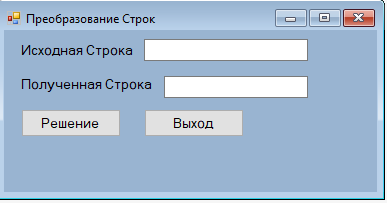 Преобразование Строк
Исходная Строка
Полученная Строка
Решение Выход